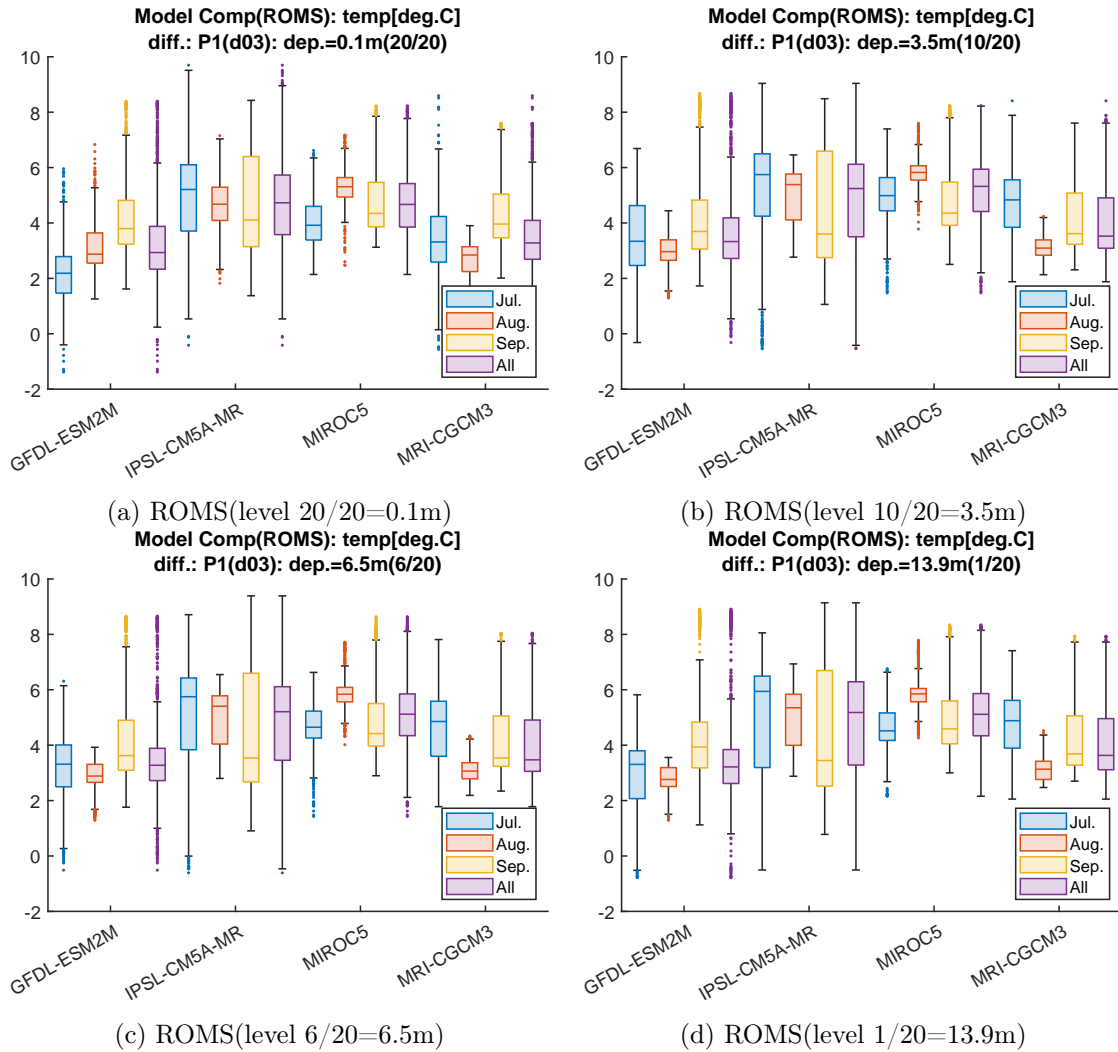 Model Comp(ROMS): temp[deg.C]
diff.: P1(d03): dep.=0.1m(20/20)
10
8
6
4
2
0
-2
Jul.
Aug.
Sep.
All
GFDL-ESM2M
IPSL-CM5A-MR
MIROC5
MRI-CGCM3
(a) ROMS(level 20/20=0.1m)
Model Comp(ROMS): temp[deg.C]
diff.: P1(d03): dep.=3.5m(10/20)
10
8
6
4
2
0
-2
Jul.
Aug.
Sep.
All
GFDL-ESM2M
IPSL-CM5A-MR
MIROC5
MRI-CGCM3
(b) ROMS(level 10/20=3.5m)
Model Comp(ROMS): temp[deg.C]
diff.: P1(d03): dep.=6.5m(6/20)
10
8
6
4
2
0
-2
Jul.
Aug.
Sep.
All
GFDL-ESM2M
IPSL-CM5A-MR
MIROC5
MRI-CGCM3
(c) ROMS(level 6/20=6.5m)
Model Comp(ROMS): temp[deg.C]
diff.: P1(d03): dep.=13.9m(1/20)
10
8
6
4
2
0
-2
Jul.
Aug.
Sep.
All
GFDL-ESM2M
IPSL-CM5A-MR
MIROC5
MRI-CGCM3
(d) ROMS(level 1/20=13.9m)